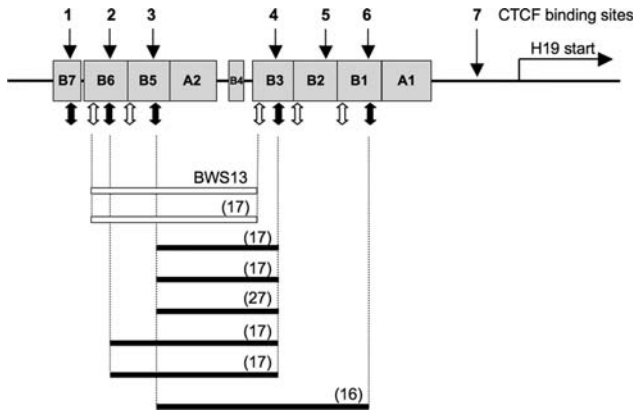 1 2 3 4 5 6 7 CTCF binding sites
H19 start
B7 B6 B5 A2 B4 B3 B2 B1 A1
BWS13
(17)
(17)
(17)
(27)
(17)
(17)
(16)